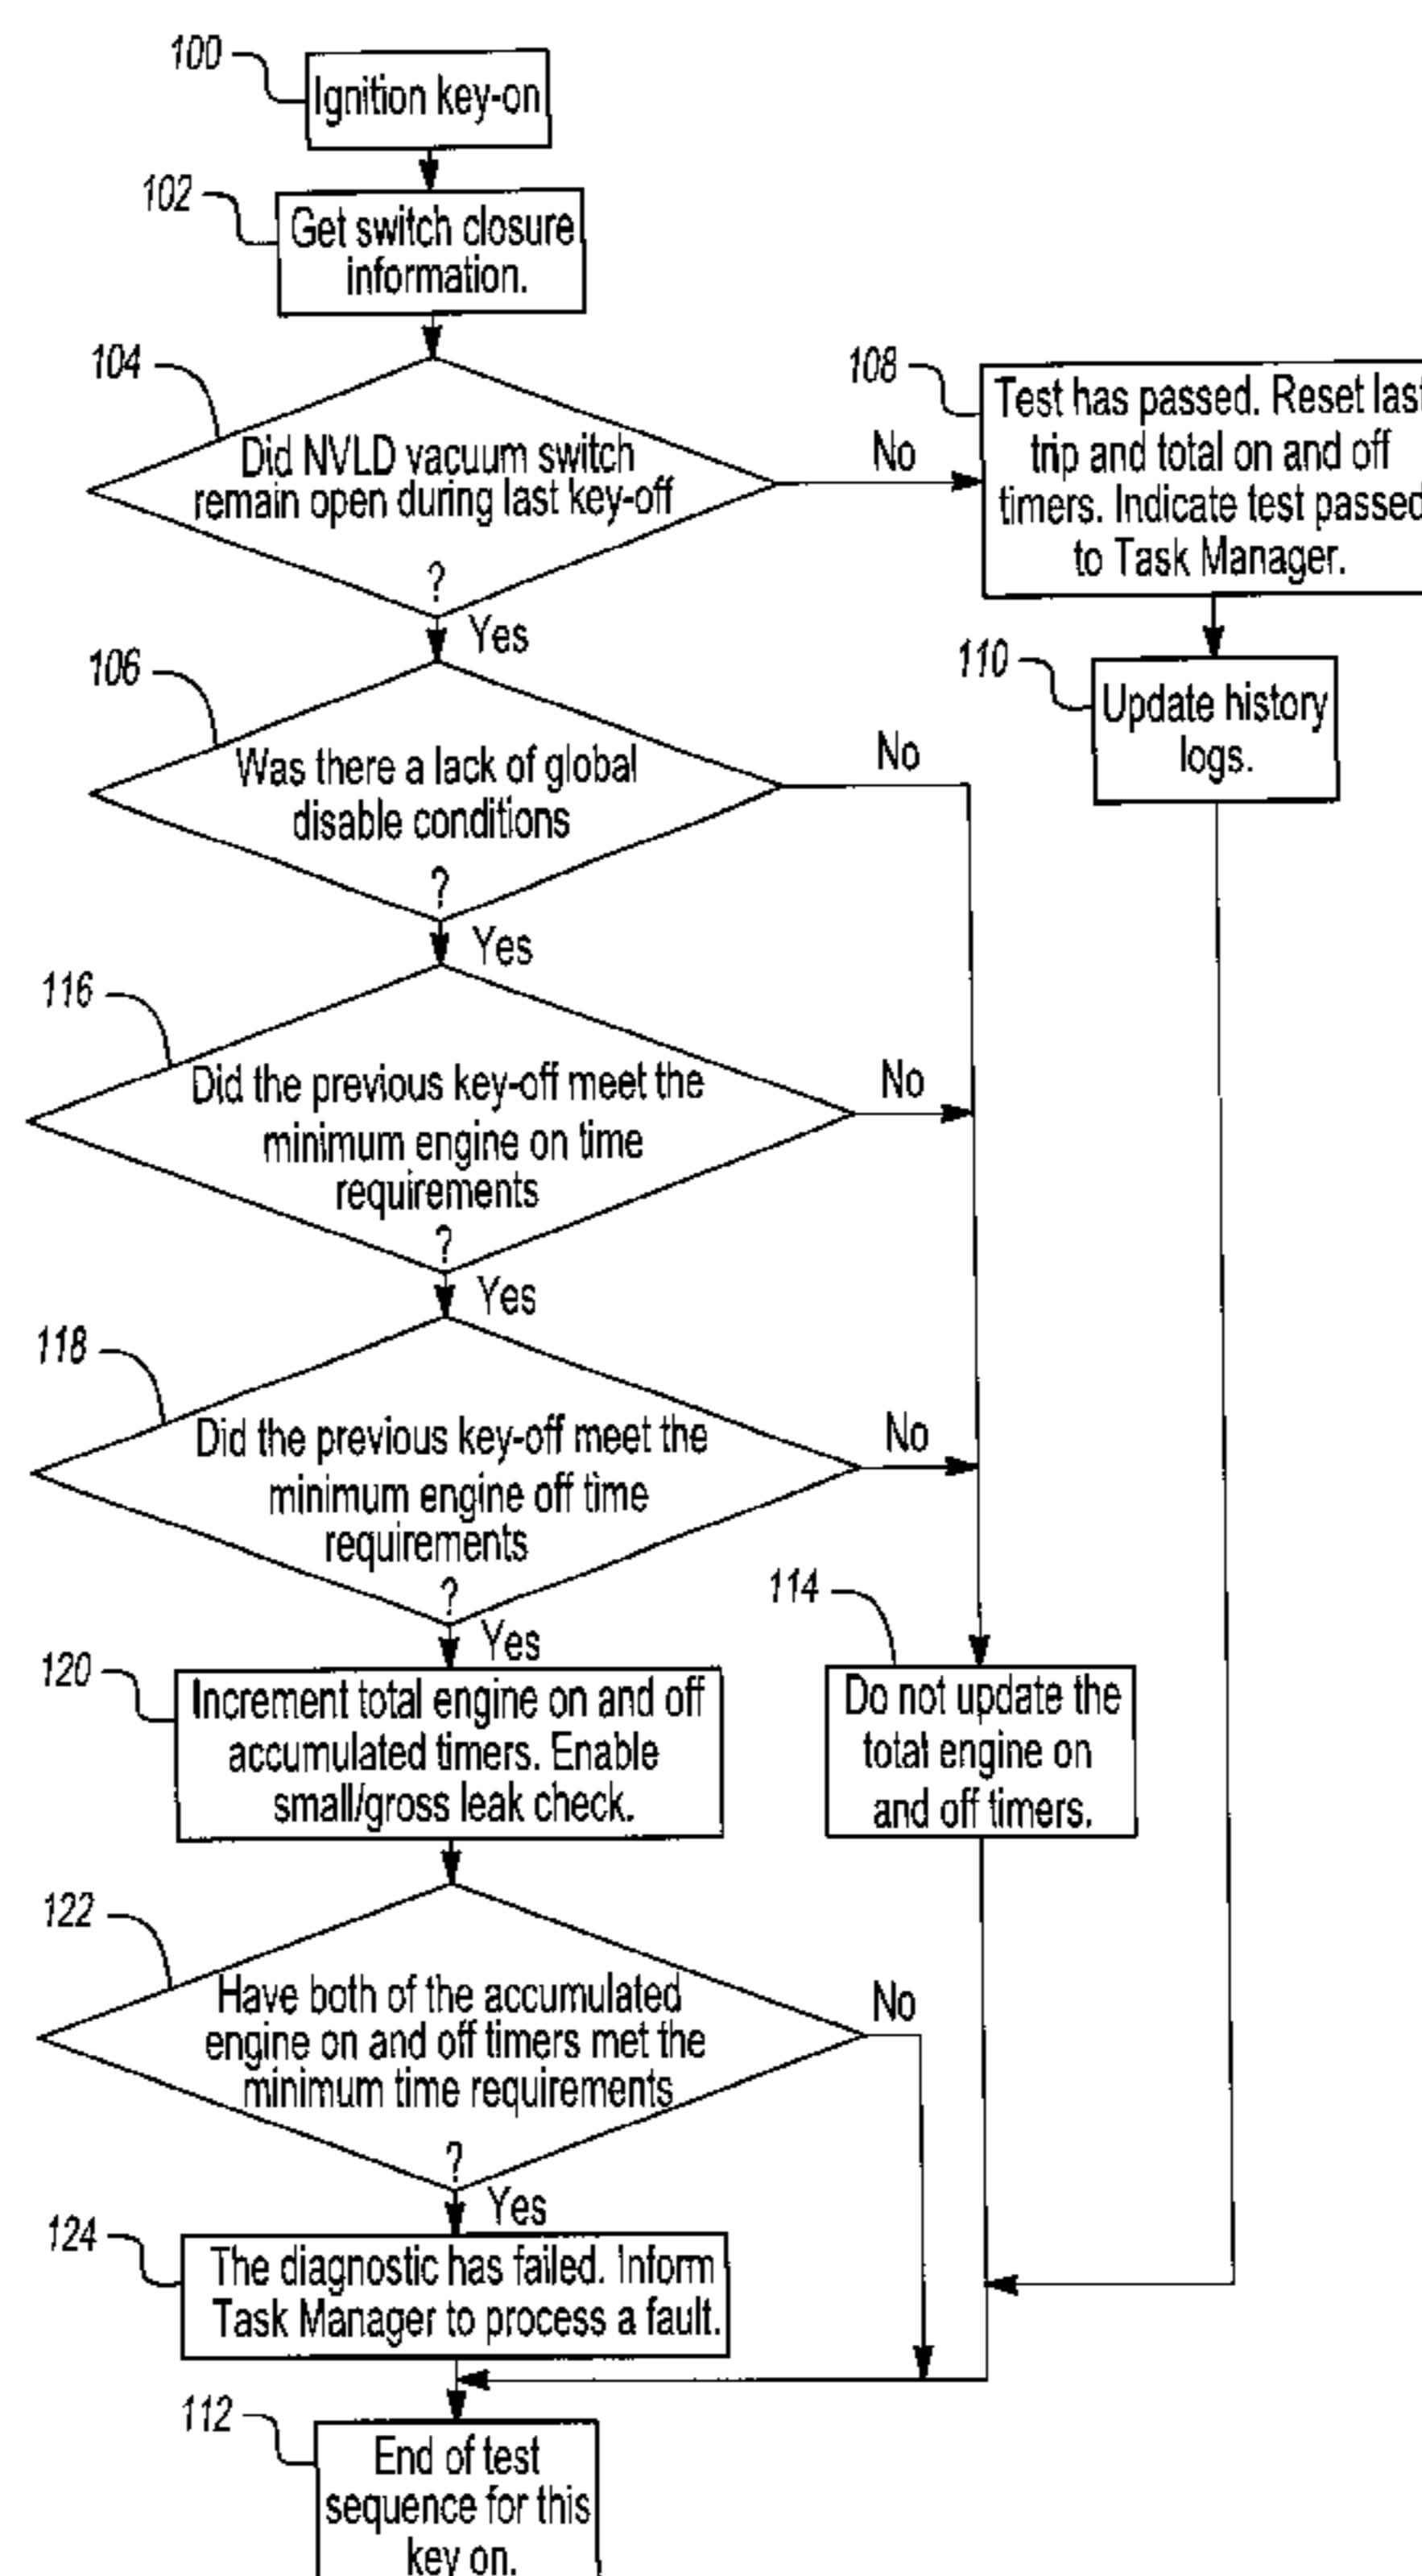 100
Ignition key-on
102
Get switch closure
information.
104
Did NVLD vacuum switch
remain open during last key-off
?
No
Yes
108
Test has passed. Reset last
trip and total on and off
timers. Indicate test passed
to Task Manager.
110
Update history
logs.
106
Was there a lack of global
disable conditions
?
No
Yes
116
Did the previous key-off meet the
minimum engine on time
requirements
?
No
Yes
118
Did the previous key-off meet the
minimum engine off time
requirements
?
No
Yes
114
Do not update the
total engine on
and off timers.
120
Increment total engine on and off
accumulated timers. Enable
small/gross leak check.
122
Have both of the accumulated
engine on and off timers met the
minimum time requirements
?
No
Yes
124
The diagnostic has failed. Inform
Task Manager to process a fault.
112
End of test
sequence for this
key on.